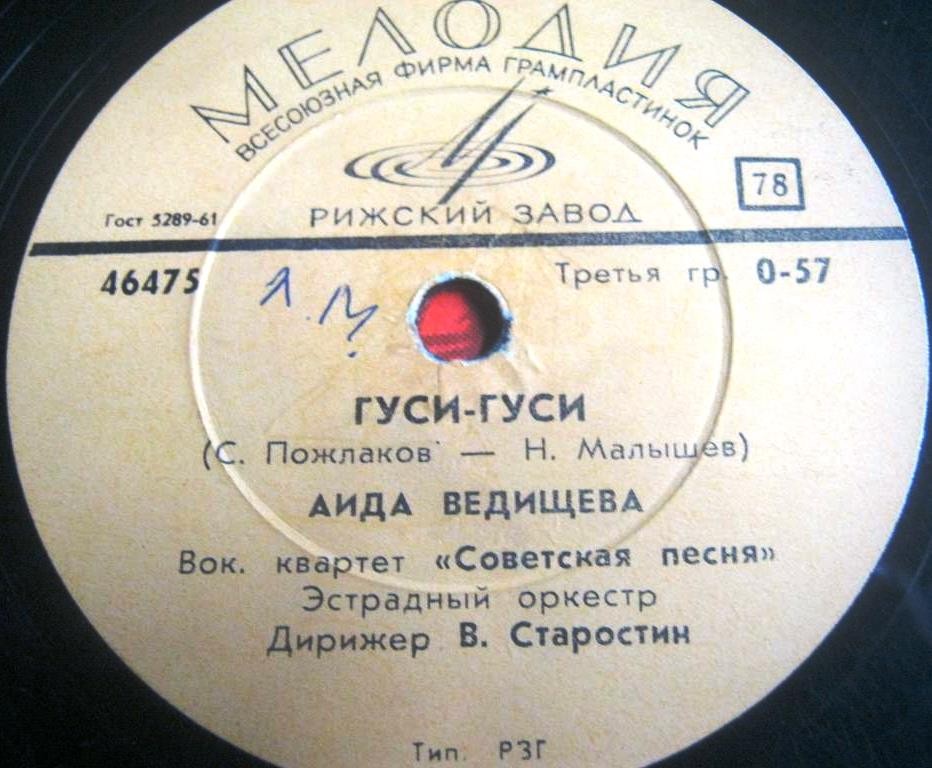 МЕЛОДИЯ
ВСЕСОЮЗНАЯ ФИРМА ГРАМПЛАСТИНОК
78
Гост 5289-61
РИЖСКИЙ ЗАВОД
46475
Третья гр. 0-57
ГУСИ-ГУСИ
(С. Пожлаков — Н. Малышев)
АИДА ВЕДИЩЕВА
Вок. квартет «Советская песня»
Эстрадный оркестр
Дирижер В. Старостин
Тип. РЗГ